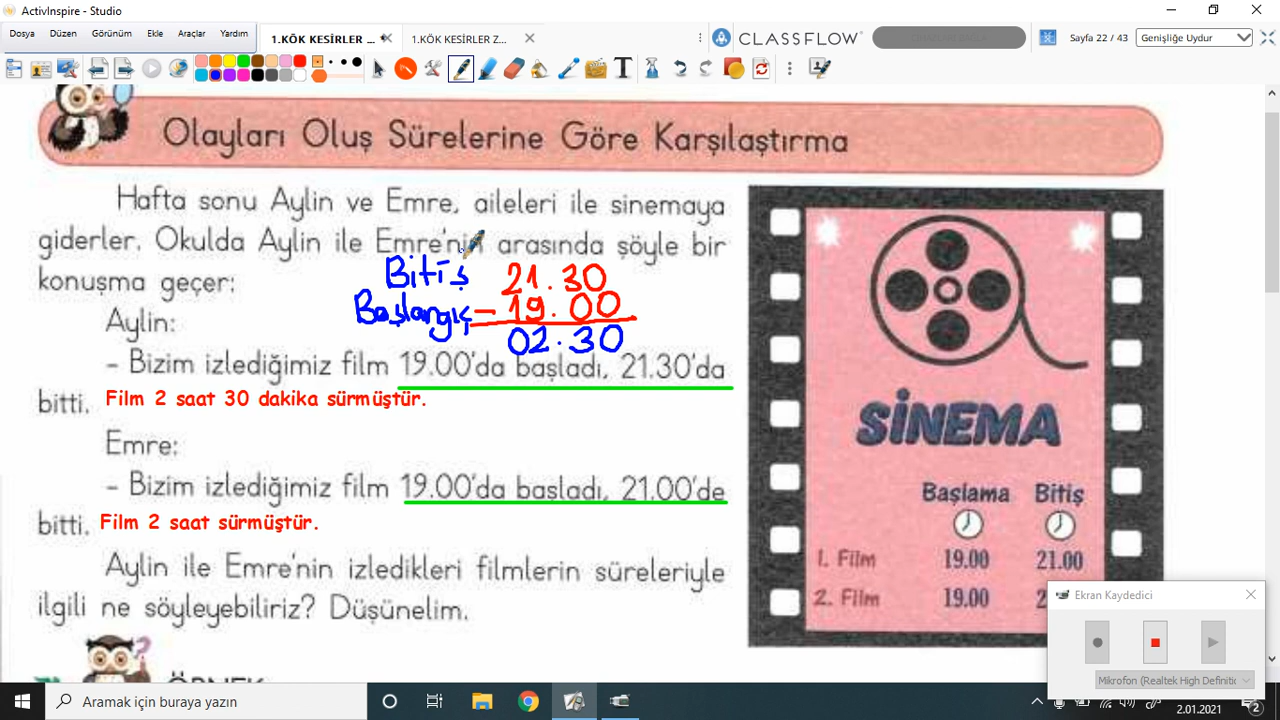 ActivInspire - Studio
Dosya Düzen Görünüm Ekle Araçlar Yardım
1.KÖK KESİRLER ...
1.KÖK KESİRLER Z...
CLASSFLOW
Sayfa 22 / 43
Genişliğe Uydur
Olayları Oluş Sürelerine Göre Karşılaştırma
Hafta sonu Aylin ve Emre, aileleri ile sinemaya
giderler. Okulda Aylin ile Emre'nin arasında şöyle bir
konuşma geçer:
Bitiş 21.30
Başlangıç - 19.00
02.30
Aylin:
- Bizim izlediğimiz film 19.00'da başladı, 21.30'da
bitti. Film 2 saat 30 dakika sürmüştür.
Emre:
- Bizim izlediğimiz film 19.00'da başladı, 21.00'de
bitti. Film 2 saat sürmüştür.
Aylin ile Emre'nin izledikleri filmlerin süreleriyle
ilgili ne söyleyebiliriz? Düşünelim.
SİNEMA
Başlama Bitiş
1. Film 19.00 21.00
2. Film 19.00 2
ÖRNEK
Ekran Kaydedici
Mikrofon (Realtek High Definitic
Aramak için buraya yazın
2.01.2021
2